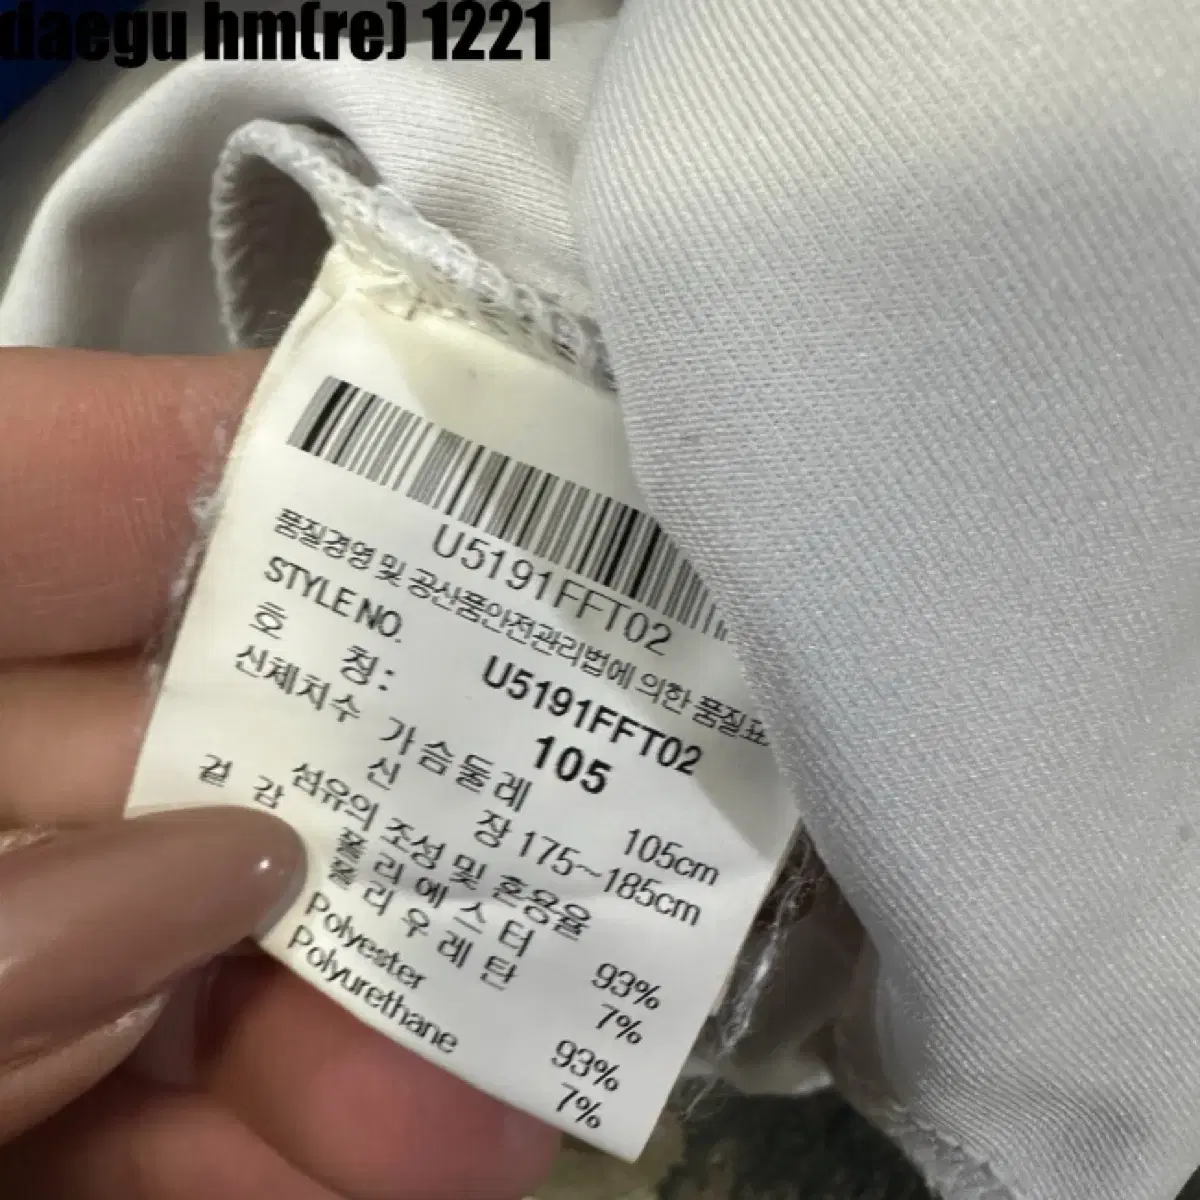 daegu hm(re) 1221
U5191FFT02
품질경영 및 공산품안전관리법에 의한 품질표
STYLE NO. U5191FFT02
호 칭: 105
신체치수 가슴둘레 105cm
신 장 175~185cm
섬유의 조성 및 혼용율
겉 감 폴리에스터 93%
폴리우레탄 7%
Polyester 93%
Polyurethane 7%